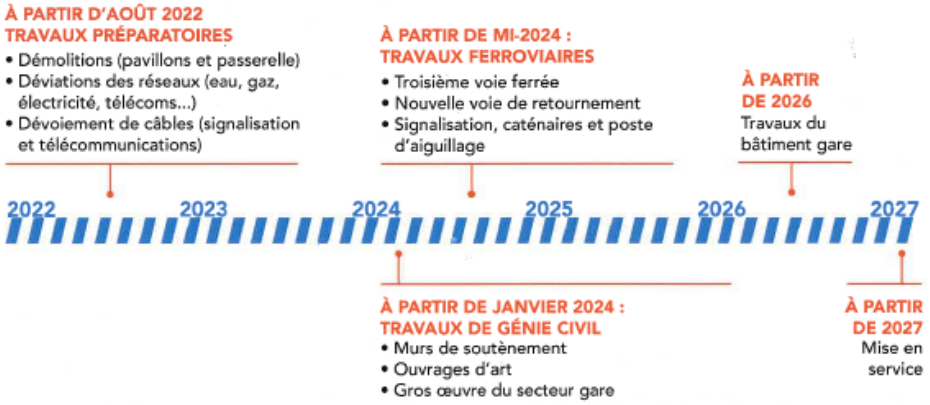 À PARTIR D'AOÛT 2022
TRAVAUX PRÉPARATOIRES
• Démolitions (pavillons et passerelle)
• Déviations des réseaux (eau, gaz,
électricité, télécoms...)
• Dévoiement de câbles (signalisation
et télécommunications)
À PARTIR DE MI-2024 :
TRAVAUX FERROVIAIRES
• Troisième voie ferrée
• Nouvelle voie de retournement
• Signalisation, caténaires et poste
d'aiguillage
À PARTIR
DE 2026
Travaux du
bâtiment gare
2022 2023 2024 2025 2026 2027
À PARTIR DE JANVIER 2024 :
TRAVAUX DE GÉNIE CIVIL
• Murs de soutènement
• Ouvrages d'art
• Gros œuvre du secteur gare
À PARTIR
DE 2027
Mise en
service